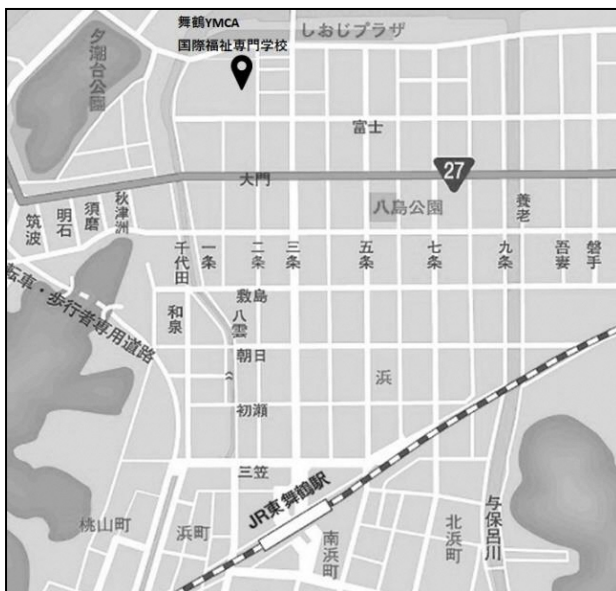 舞鶴YMCA
国際福祉専門学校
しおじプラザ
夕潮台公園
富士
27
大門
八島公園
養老
筑波
明石
須磨
秋津洲
千代田
一条
二条
三条
五条
七条
九条
吾妻
磐手
転車・歩行者専用道路
和泉
敷島
八雲
朝日
浜
初瀬
三笠
JR東舞鶴駅
桃山町
浜町
南浜町
北浜町
与保呂川